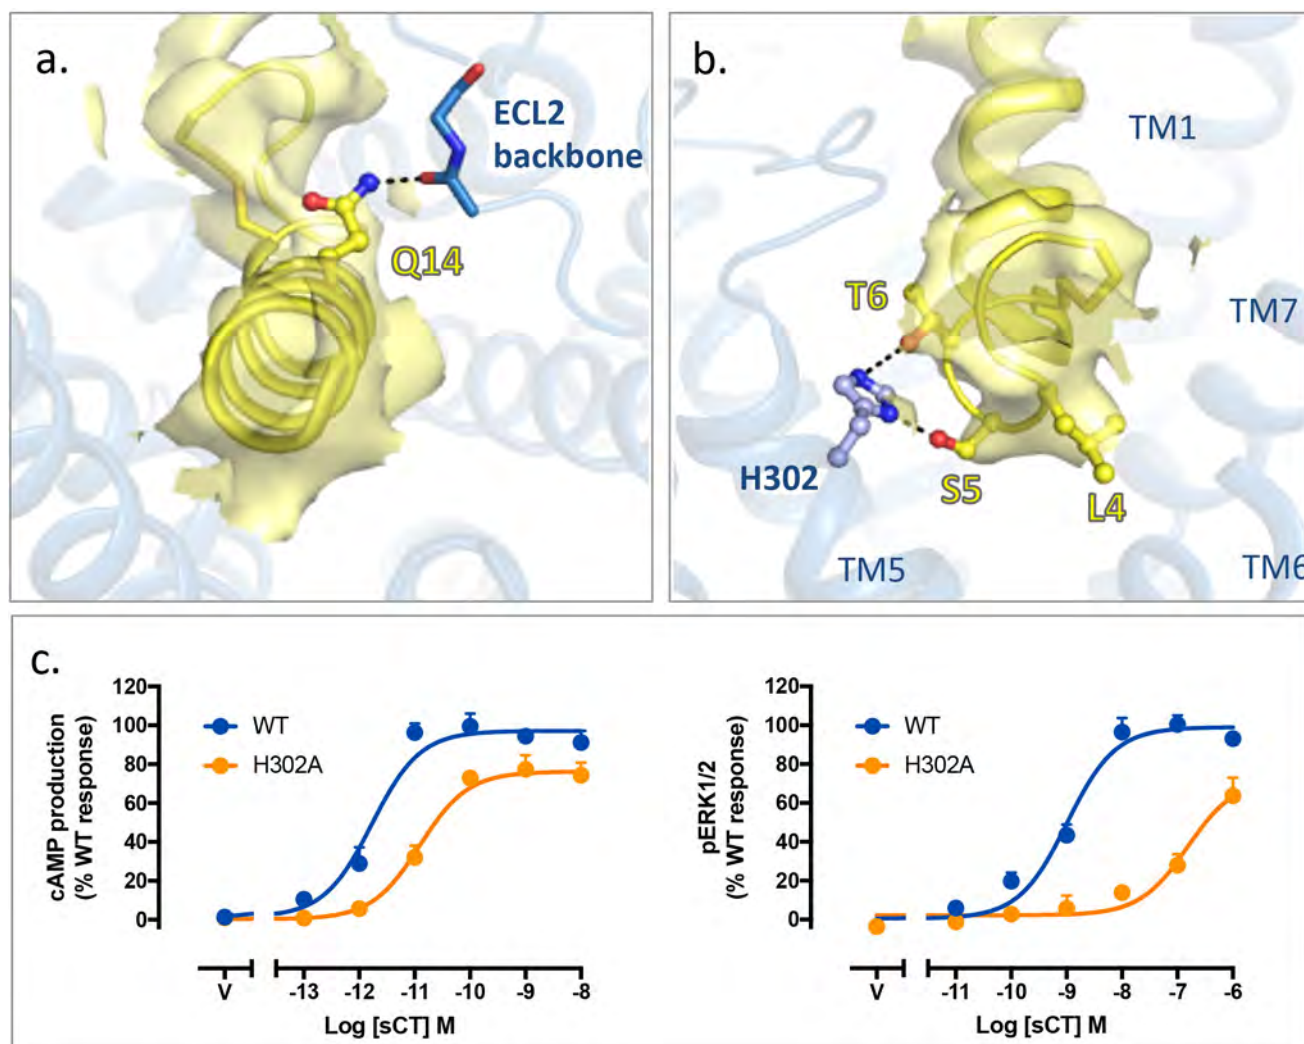 a.
ECL2
backbone
Q14
b.
TM1
TM7
T6
H302
S5
L4
TM5
TM6
c.
cAMP production
(% WT response)
120
100
80
60
40
20
0
WT
H302A
V
-13
-12
-11
-10
-9
-8
Log [sCT] M
pERK1/2
(% WT response)
120
100
80
60
40
20
0
WT
H302A
V
-11
-10
-9
-8
-7
-6
Log [sCT] M